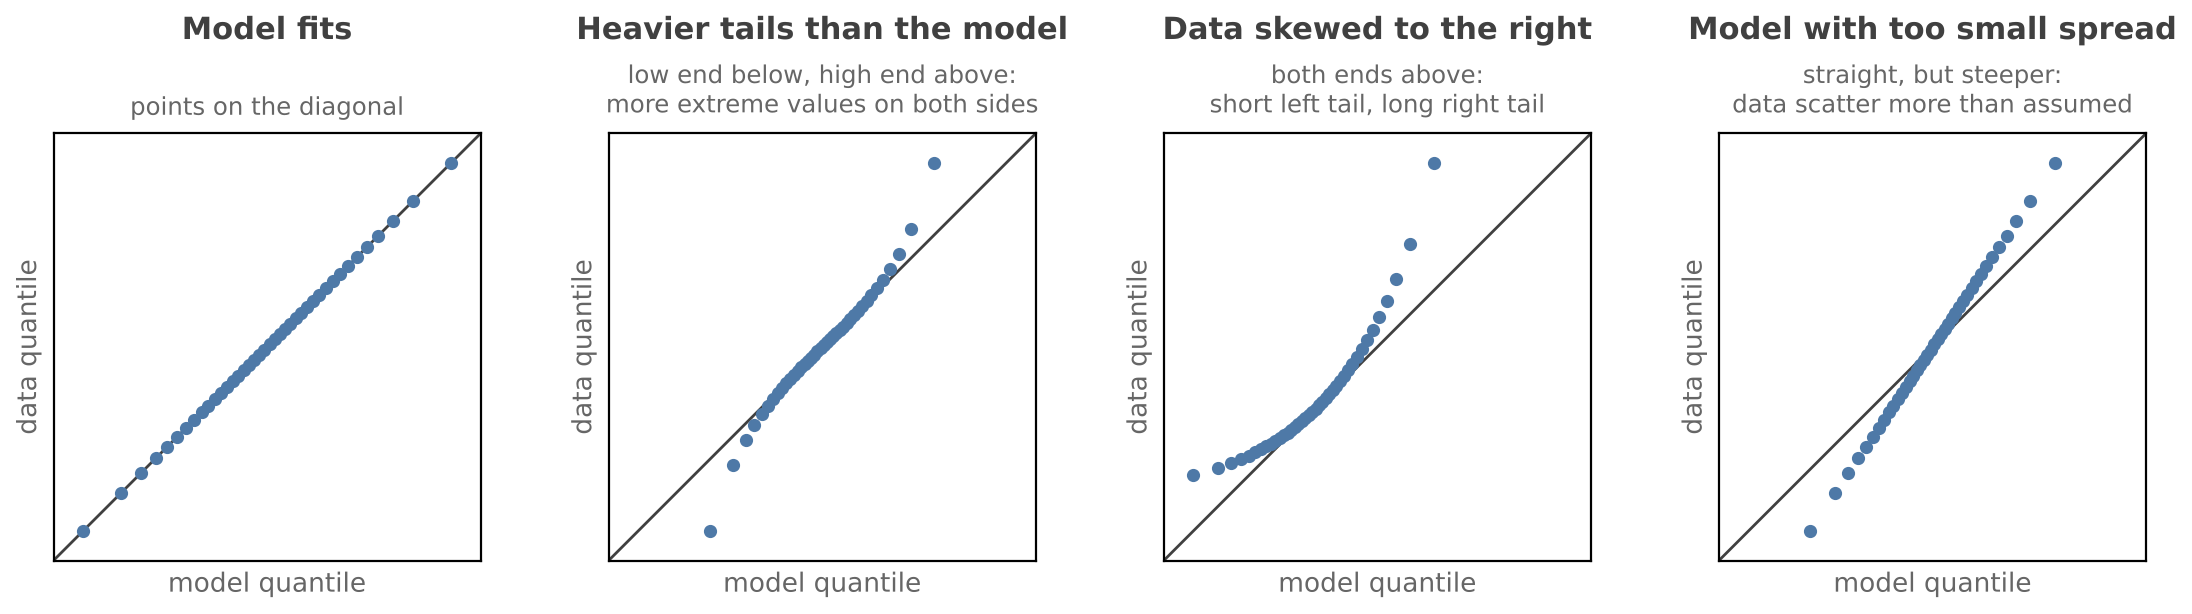 Model fits
points on the diagonal
data quantile
model quantile
Heavier tails than the model
low end below, high end above:
more extreme values on both sides
data quantile
model quantile
Data skewed to the right
both ends above:
short left tail, long right tail
data quantile
model quantile
Model with too small spread
straight, but steeper:
data scatter more than assumed
data quantile
model quantile